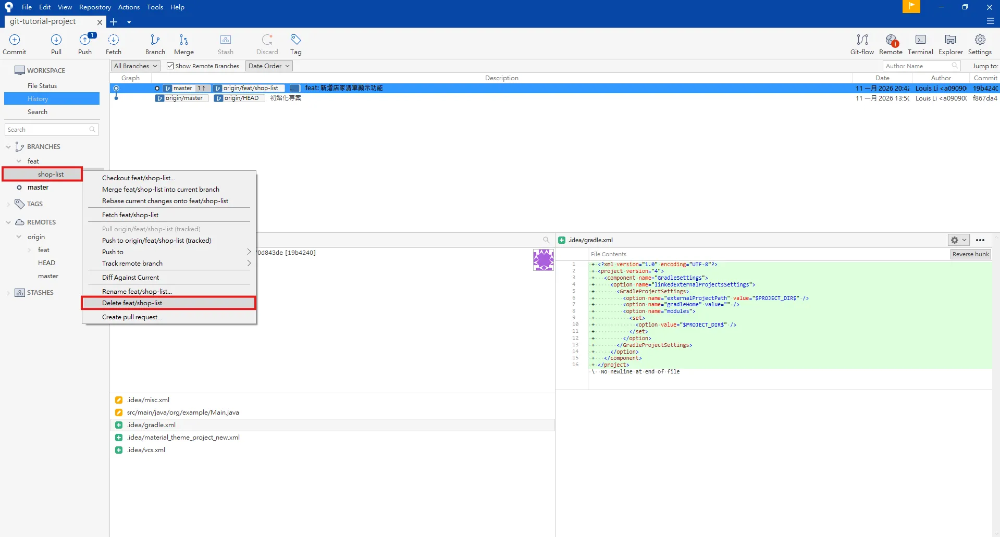 File Edit View Repository Actions Tools Help
git-tutorial-project
Commit Pull Push 1 Fetch Branch Merge Stash Discard Tag Git-flow Remote Terminal Explorer Settings
All Branches Show Remote Branches Date Order Author Name Jump to:
Graph Description Date Author Commit
master 1↑ origin/feat/shop-list ... feat: 新增店家清單顯示功能 11 一月 2026 20:42 Louis Li <a09090 19b4240
origin/master origin/HEAD 初始化專案 11 一月 2026 13:50 Louis Li <a09090 f867da4
WORKSPACE
File Status
History
Search
Search
BRANCHES
feat
shop-list
master
TAGS
REMOTES
origin
feat
HEAD
master
STASHES
Checkout feat/shop-list...
Merge feat/shop-list into current branch
Rebase current changes onto feat/shop-list
Fetch feat/shop-list
Pull origin/feat/shop-list (tracked)
Push to origin/feat/shop-list (tracked)
Push to
Track remote branch
Diff Against Current
Rename feat/shop-list...
Delete feat/shop-list
Create pull request...
0d843de [19b4240]
.idea/misc.xml
src/main/java/org/example/Main.java
.idea/gradle.xml
.idea/material_theme_project_new.xml
.idea/vcs.xml
.idea/gradle.xml
File Contents Reverse hunk
1 + <?xml version="1.0" encoding="UTF-8"?>
2 + <project version="4">
3 + <component name="GradleSettings">
4 + <option name="linkedExternalProjectsSettings">
5 + <GradleProjectSettings>
6 + <option name="externalProjectPath" value="$PROJECT_DIR$" />
7 + <option name="gradleHome" value="" />
8 + <option name="modules">
9 + <set>
10 + <option value="$PROJECT_DIR$" />
11 + </set>
12 + </option>
13 + </GradleProjectSettings>
14 + </option>
15 + </component>
16 + </project>
\ No newline at end of file